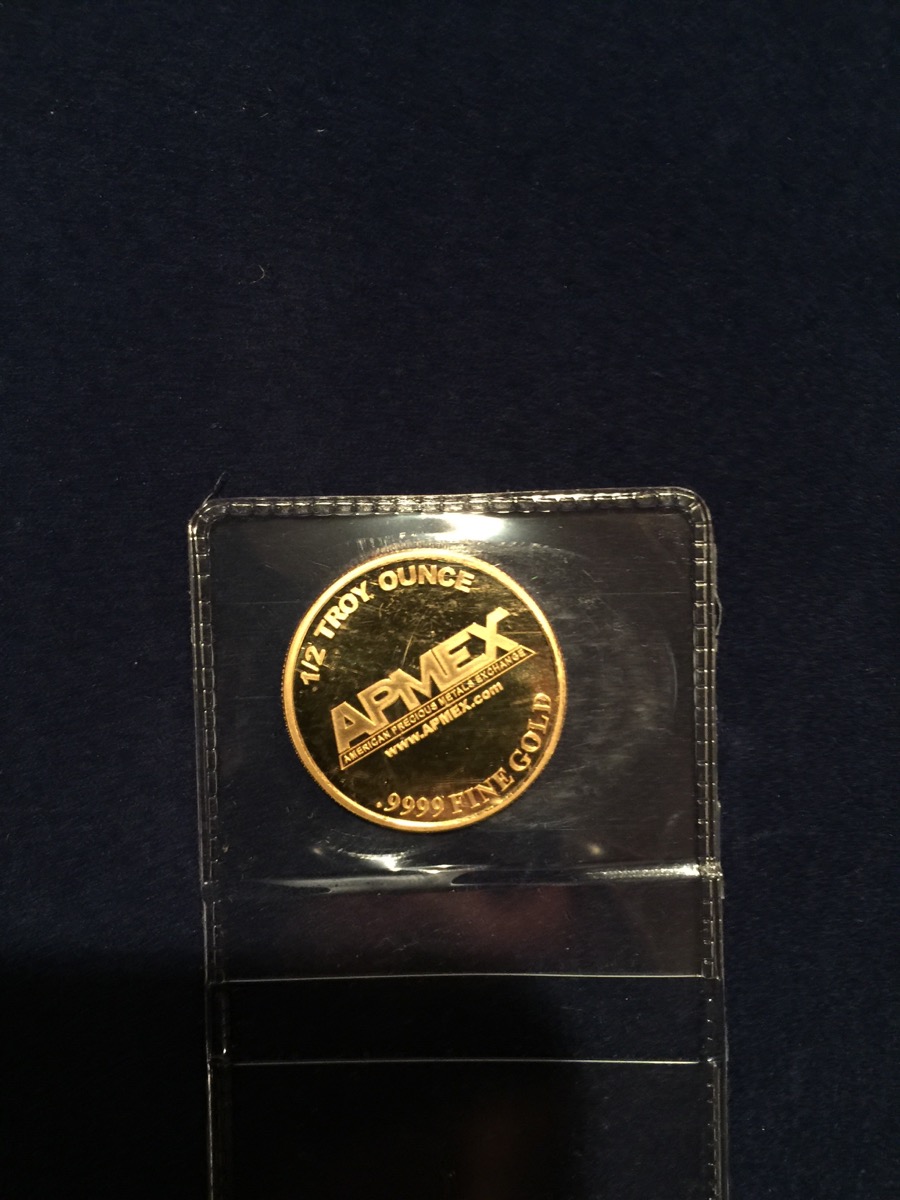 1/2 TROY OUNCE
APMEX
AMERICAN PRECIOUS METALS EXCHANGE
www.APMEX.com
.9999 FINE GOLD